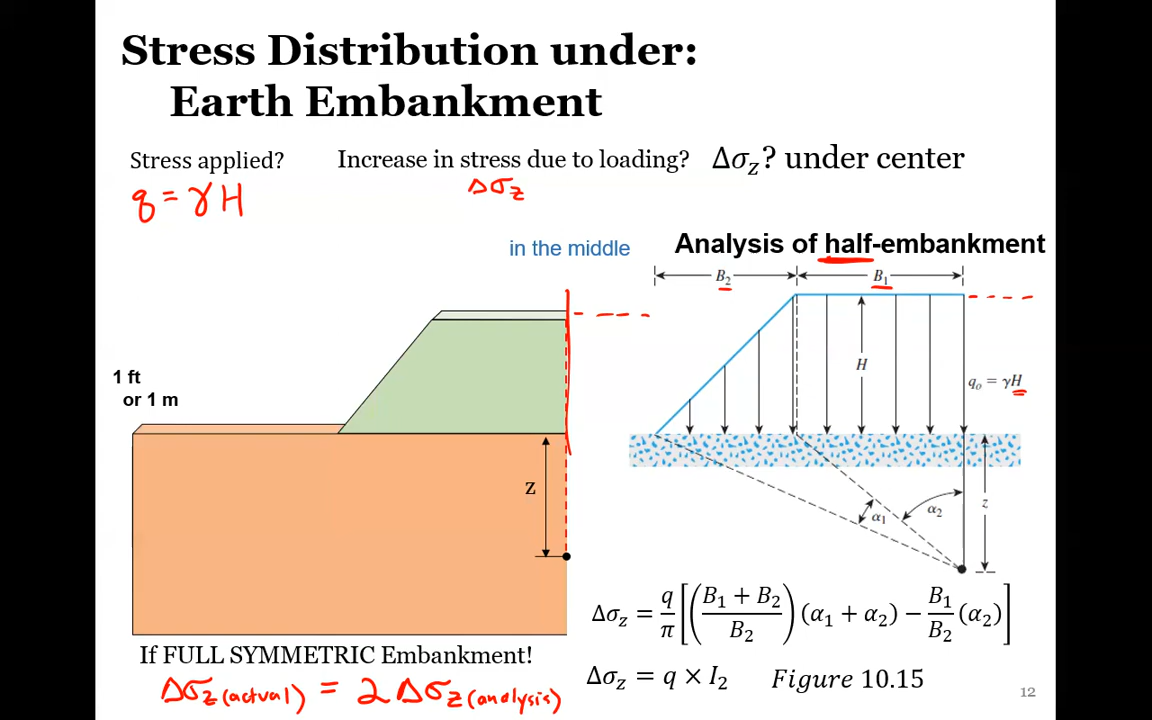 Stress Distribution under:
Earth Embankment
Stress applied?
Increase in stress due to loading?
Δσz? under center
q = γH
Δσz
in the middle
Analysis of half-embankment
B2
B1
H
q₀ = γH
1 ft
or 1 m
z
α1
α2
z
Δσz = q/π [((B1 + B2)/B2)(α1 + α2) − B1/B2 (α2)]
If FULL SYMMETRIC Embankment!
Δσz = q × I2
Figure 10.15
Δσz(actual) = 2 Δσz(analysis)
12